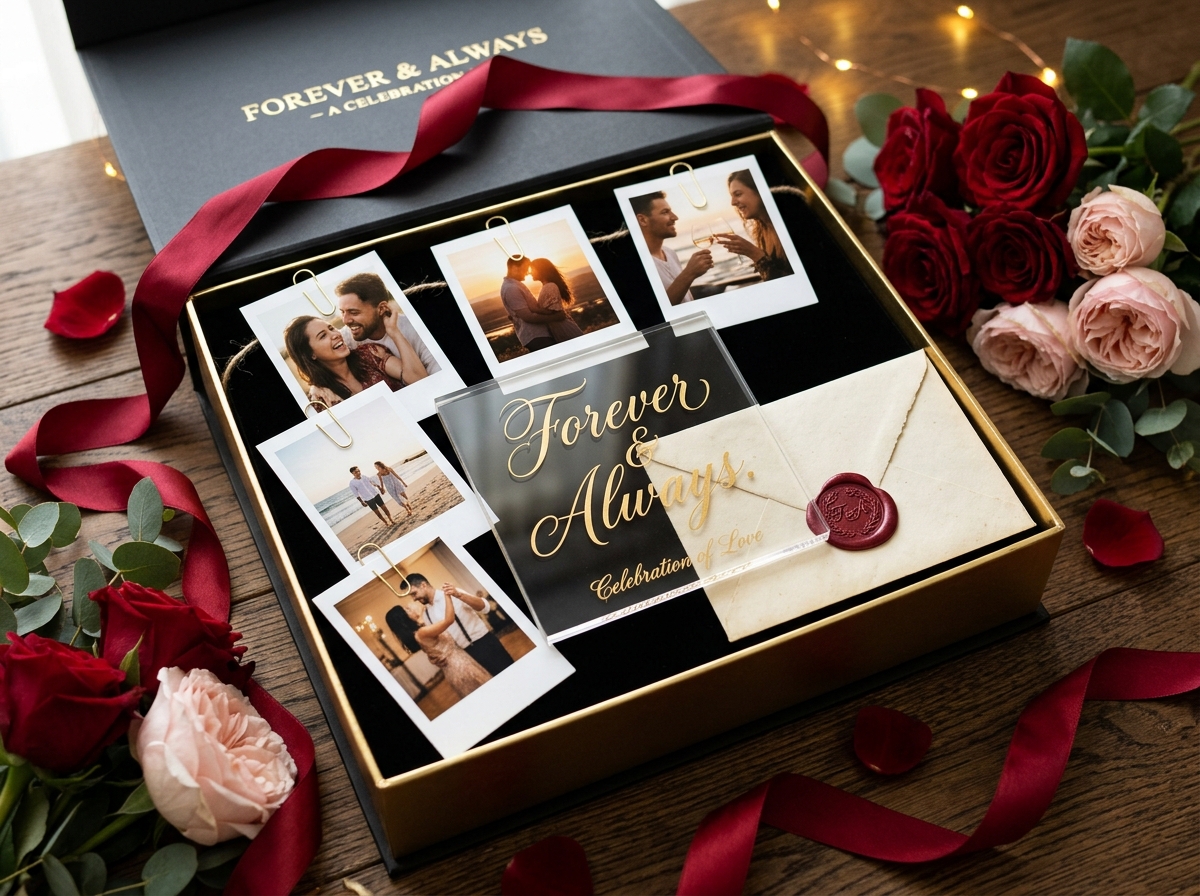 FOREVER & ALWAYS
– A CELEBRATION
Forever
&
Always.
Celebration of Love